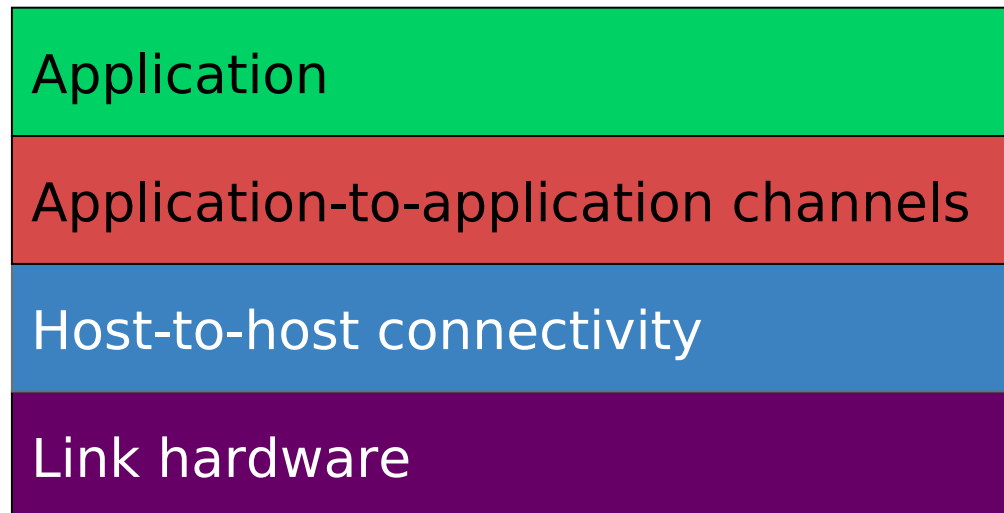 Application
Application-to-application channels
Host-to-host connectivity
Link hardware